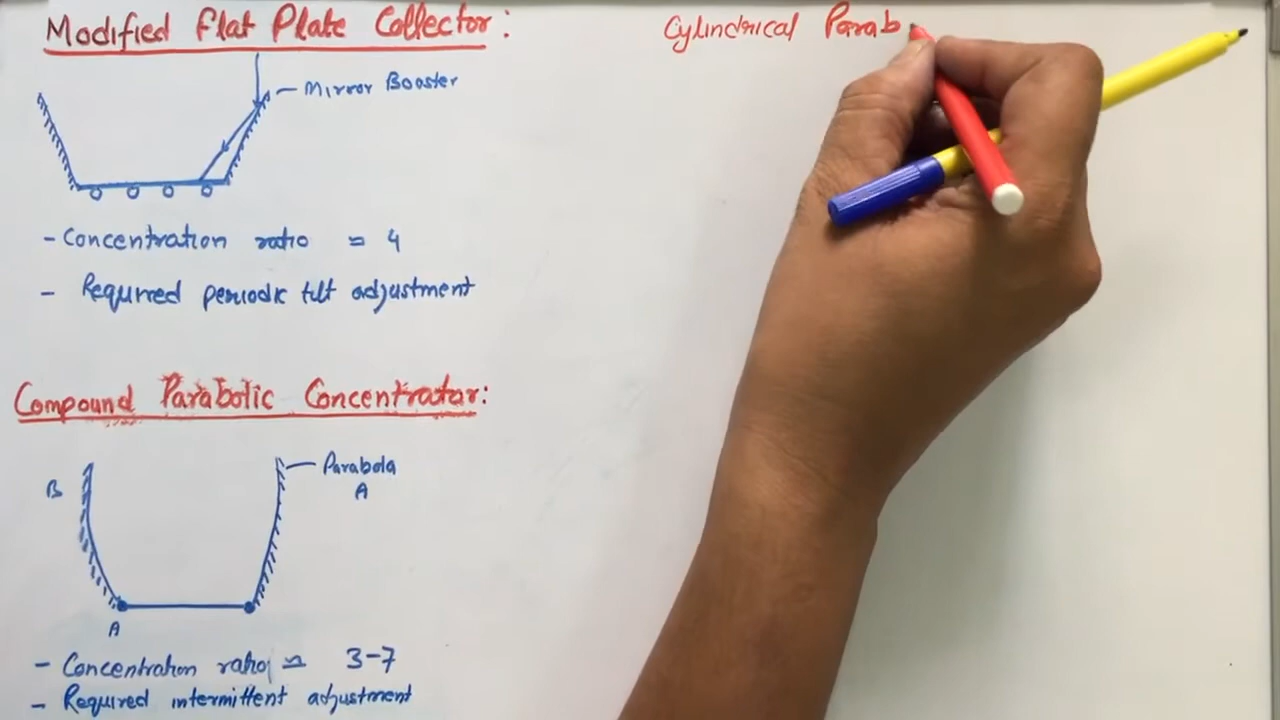 Modified Flat Plate Collector:
Mirror Booster
- Concentration ratio ≈ 4
- Required periodic tilt adjustment
Compound Parabolic Concentrator:
B
Parabola
A
A
- Concentration ratio ≈ 3-7
- Required intermittent adjustment
Cylindrical Parab